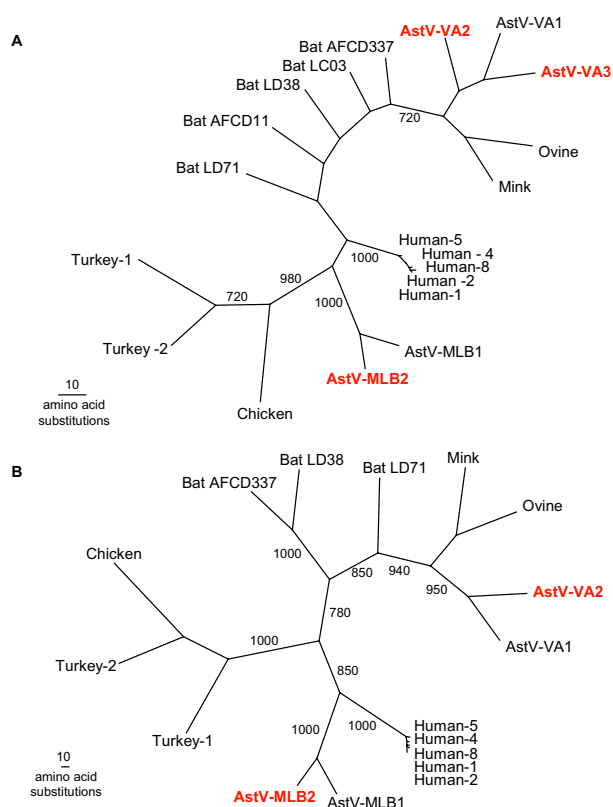 A
AstV-VA2
AstV-VA1
Bat AFCD337
Bat LC03
AstV-VA3
Bat LD38
720
Bat AFCD11
Ovine
Mink
Bat LD71
Human-5
Human - 4
1000
Human-8
Human -2
Human-1
Turkey-1
980
720
1000
Turkey -2
AstV-MLB1
AstV-MLB2
10
amino acid
substitutions
Chicken
B
Bat LD38
Bat LD71
Mink
Bat AFCD337
Ovine
Chicken
1000
850
940
950
AstV-VA2
780
AstV-VA1
1000
Turkey-2
850
Turkey-1
1000
1000
Human-5
Human-4
Human-8
Human-1
Human-2
10
amino acid
substitutions
AstV-MLB2
AstV-MLB1